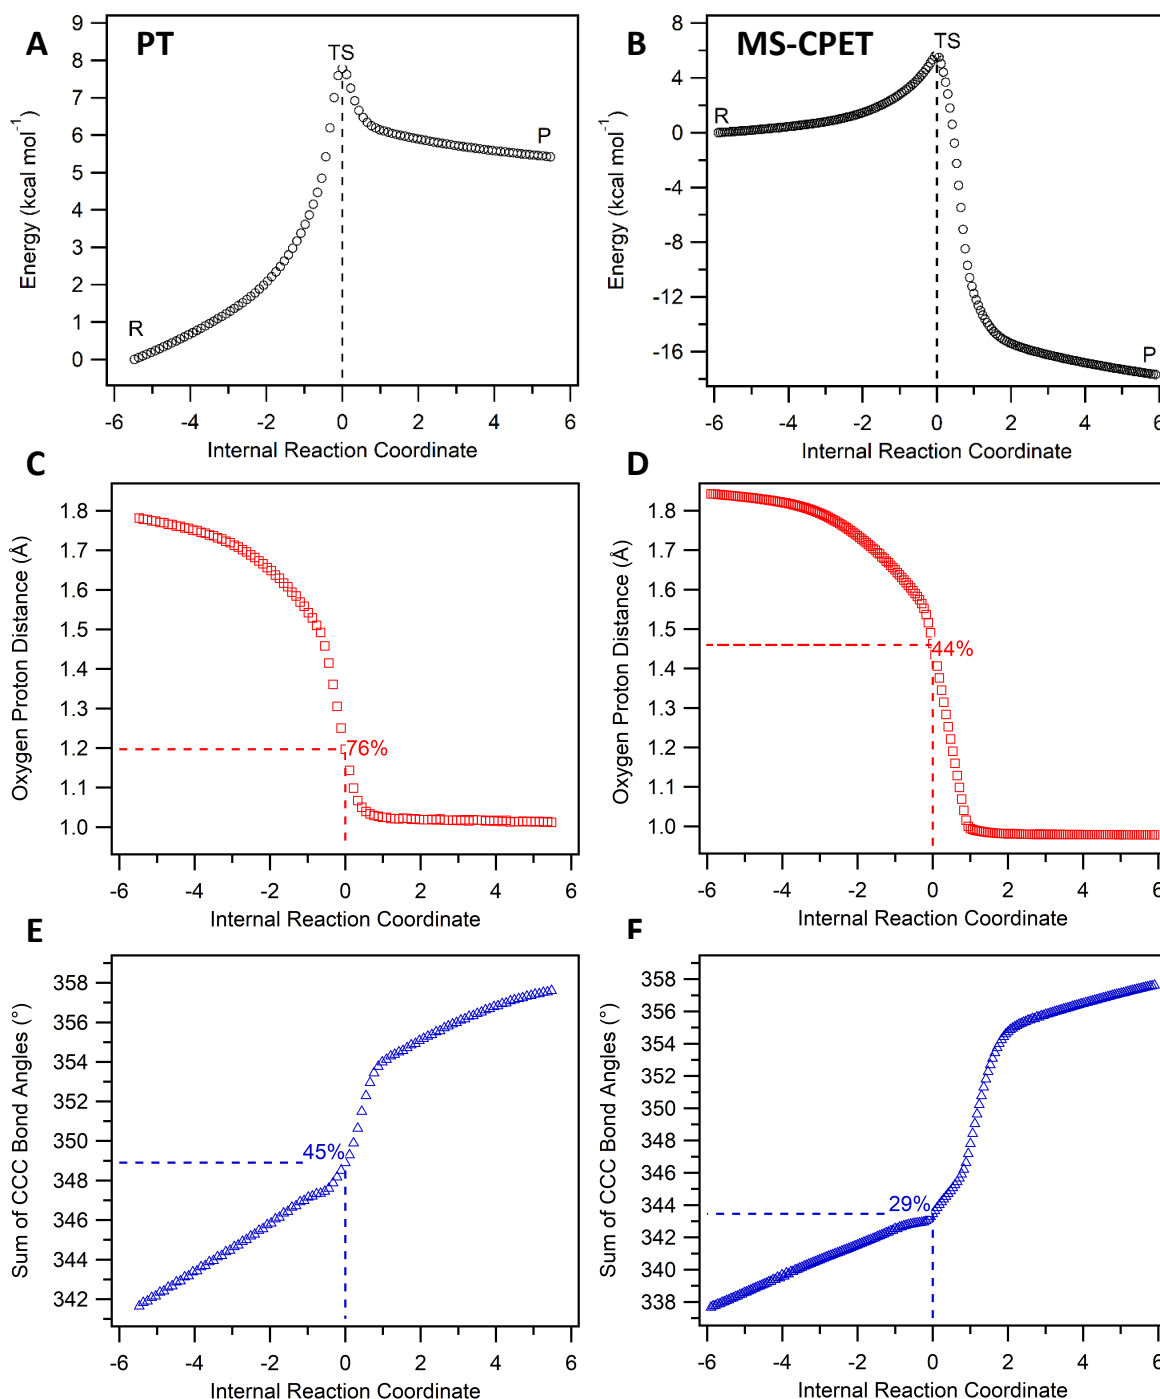 A PT
9
8
7
6
5
4
3
2
1
0
Energy (kcal mol⁻¹)
R
TS
P
-6 -4 -2 0 2 4 6
Internal Reaction Coordinate
B MS-CPET
8
4
0
-4
-8
-12
-16
Energy (kcal mol⁻¹)
R
TS
P
-6 -4 -2 0 2 4 6
Internal Reaction Coordinate
C
1.8
1.7
1.6
1.5
1.4
1.3
1.2
1.1
1.0
Oxygen Proton Distance (Å)
76%
-6 -4 -2 0 2 4 6
Internal Reaction Coordinate
D
1.8
1.7
1.6
1.5
1.4
1.3
1.2
1.1
1.0
Oxygen Proton Distance (Å)
44%
-6 -4 -2 0 2 4 6
Internal Reaction Coordinate
E
358
356
354
352
350
348
346
344
342
Sum of CCC Bond Angles (°)
45%
-6 -4 -2 0 2 4 6
Internal Reaction Coordinate
F
358
356
354
352
350
348
346
344
342
340
338
Sum of CCC Bond Angles (°)
29%
-6 -4 -2 0 2 4 6
Internal Reaction Coordinate